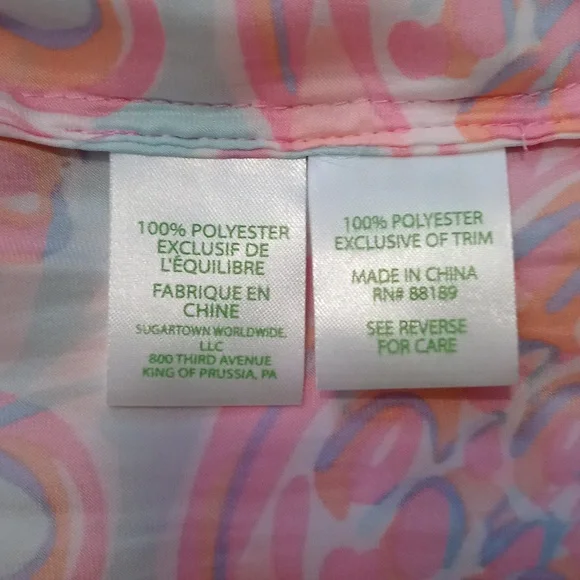 100% POLYESTER
EXCLUSIF DE
L'ÉQUILIBRE
FABRIQUE EN
CHINE
SUGARTOWN WORLDWIDE,
LLC
800 THIRD AVENUE
KING OF PRUSSIA, PA
100% POLYESTER
EXCLUSIVE OF TRIM
MADE IN CHINA
RN# 88189
SEE REVERSE
FOR CARE